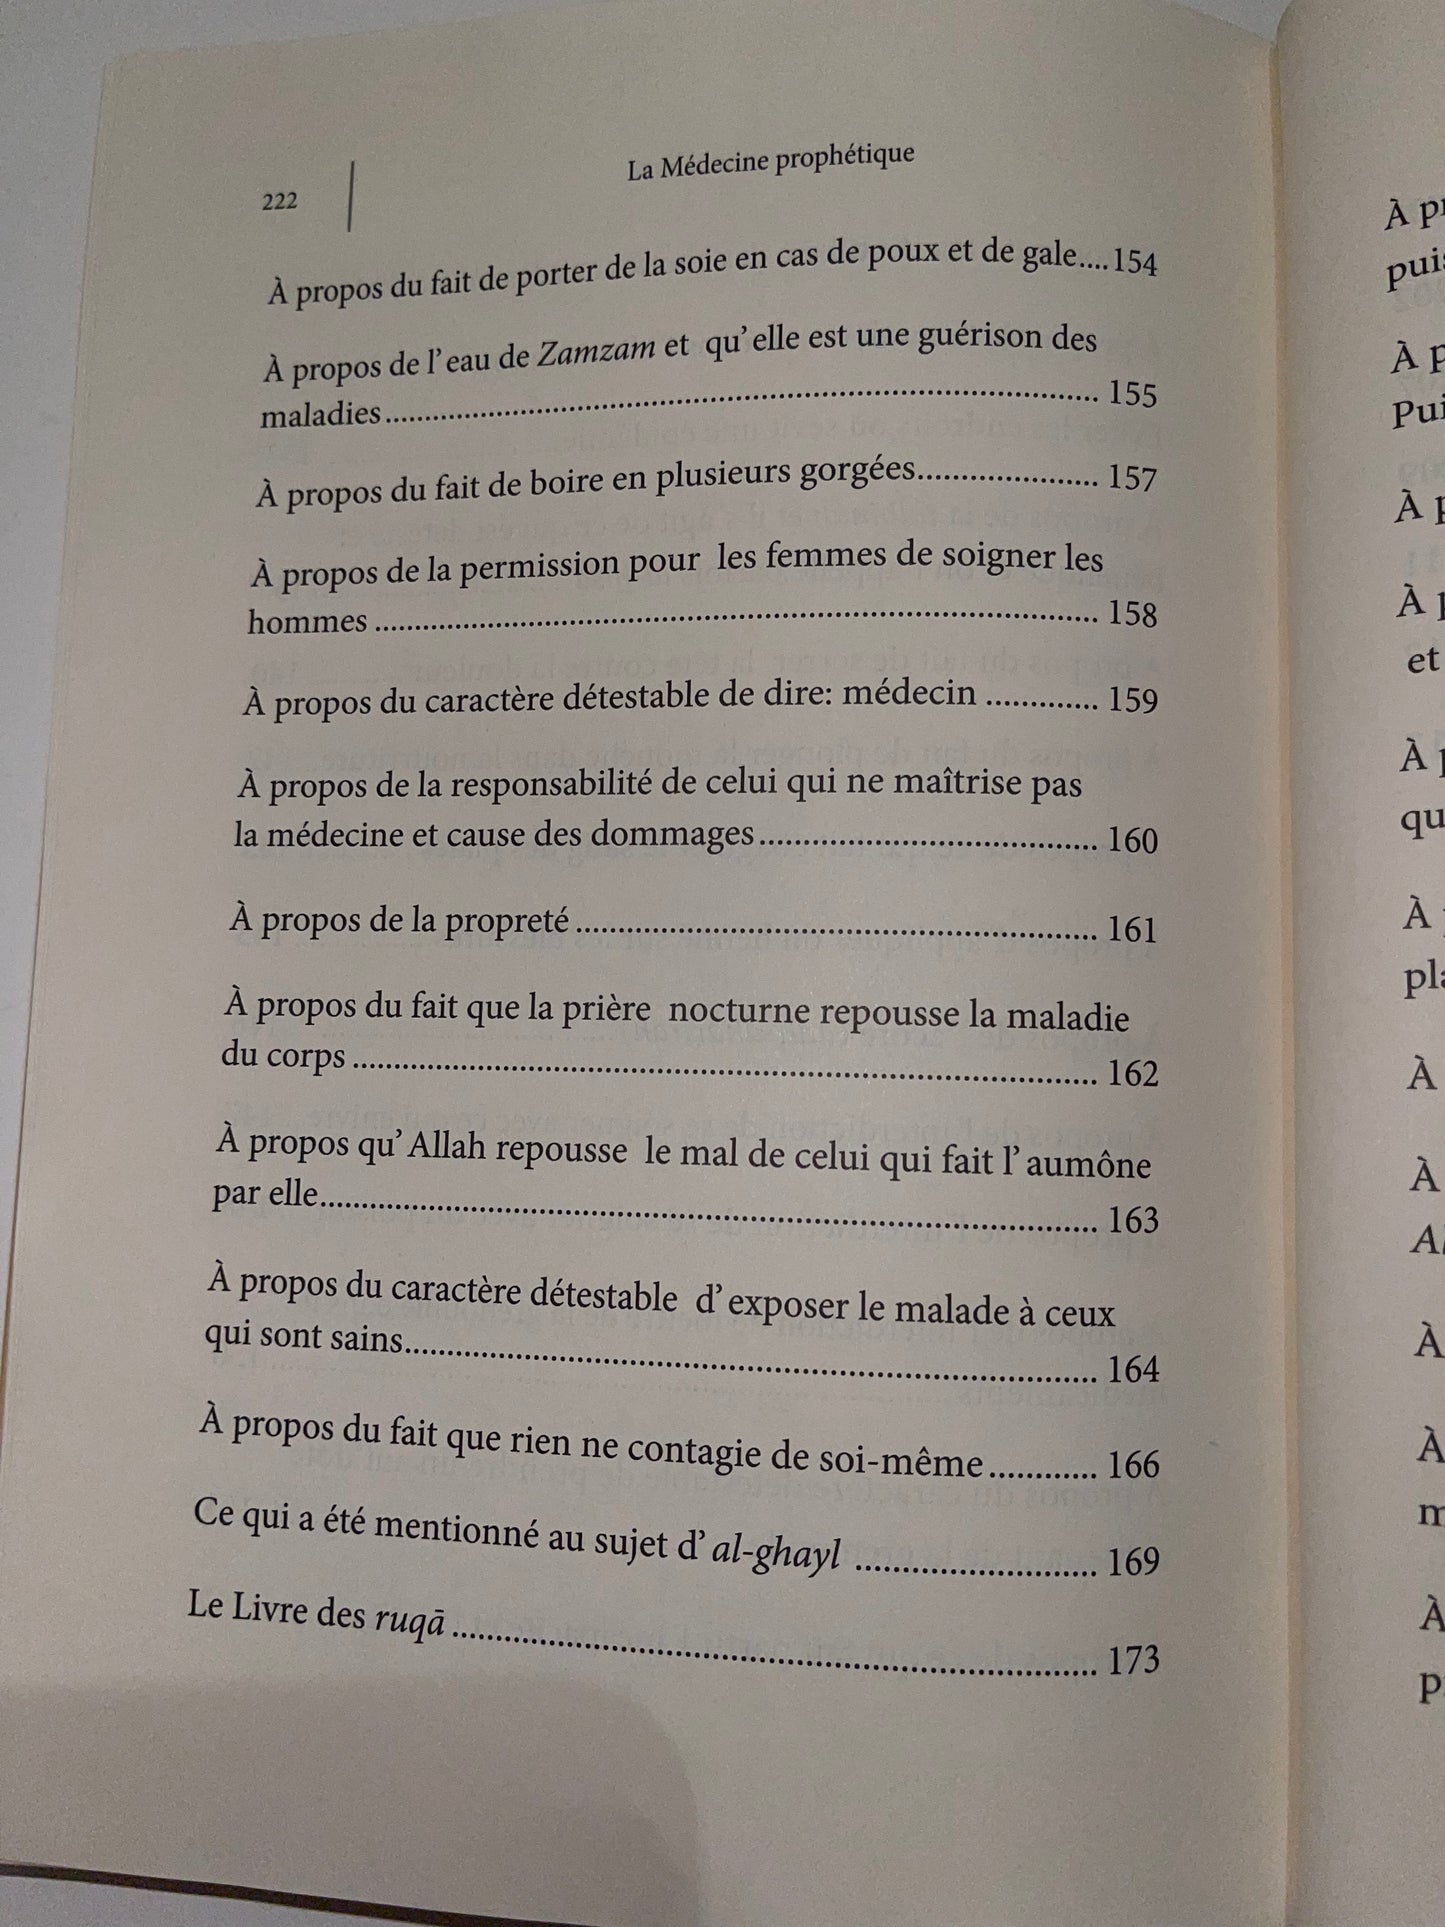 222
La Médecine prophétique
À propos du fait de porter de la soie en cas de poux et de gale....154
À propos de l'eau de Zamzam et qu'elle est une guérison des
maladies.......... 155
À propos du fait de boire en plusieurs gorgées.......... 157
À propos de la permission pour les femmes de soigner les
hommes .......... 158
À propos du caractère détestable de dire: médecin .......... 159
À propos de la responsabilité de celui qui ne maîtrise pas
la médecine et cause des dommages.......... 160
À propos de la propreté .......... 161
À propos du fait que la prière nocturne repousse la maladie
du corps .......... 162
À propos qu'Allah repousse le mal de celui qui fait l'aumône
par elle.......... 163
À propos du caractère détestable d'exposer le malade à ceux
qui sont sains.......... 164
À propos du fait que rien ne contagie de soi-même.......... 166
Ce qui a été mentionné au sujet d'al-ghayl .......... 169
Le Livre des ruqā .......... 173
À
À
À
À
et
À
À
À
À
À
À
À